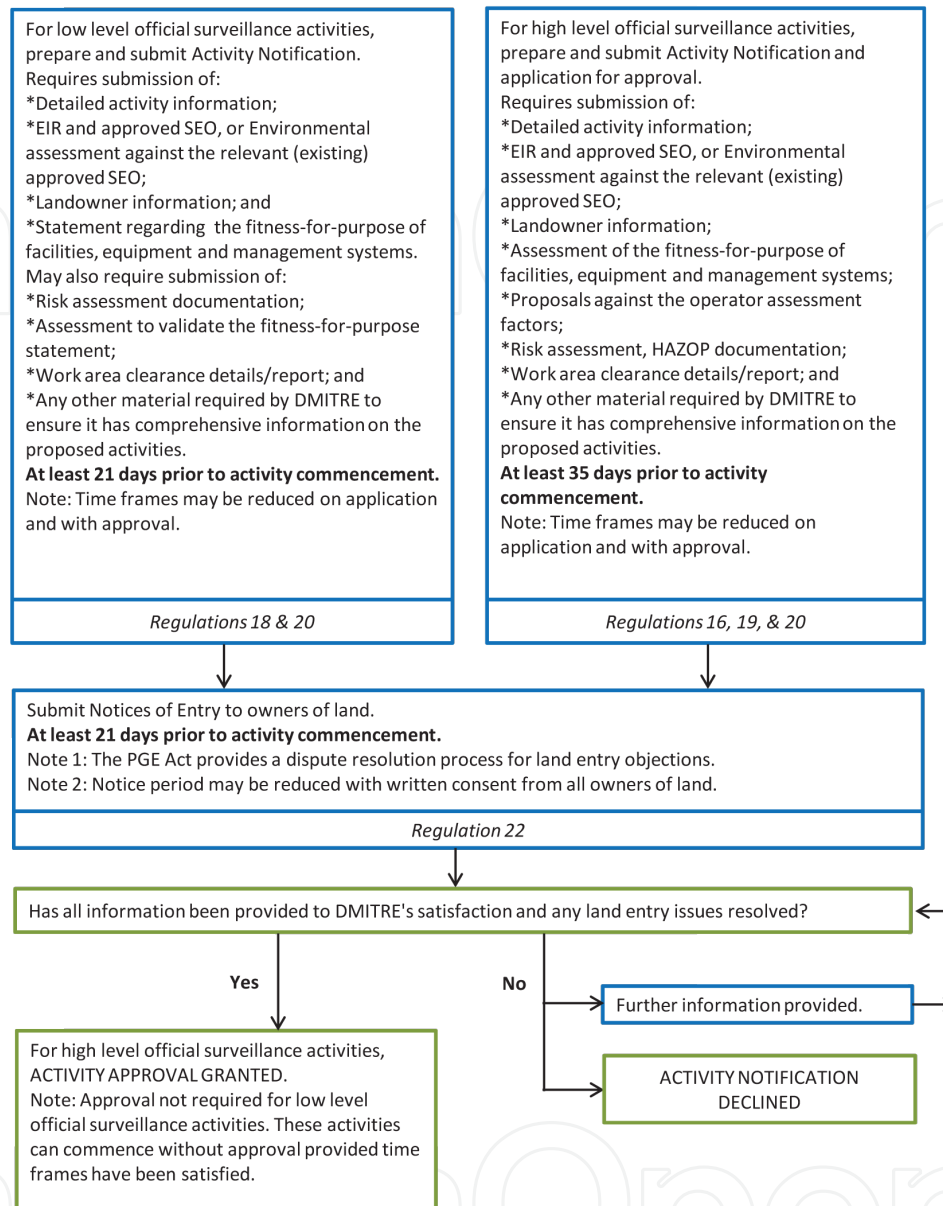 For low level official surveillance activities,
prepare and submit Activity Notification.
Requires submission of:
*Detailed activity information;
*EIR and approved SEO, or Environmental
assessment against the relevant (existing)
approved SEO;
*Landowner information; and
*Statement regarding the fitness-for-purpose of
facilities, equipment and management systems.
May also require submission of:
*Risk assessment documentation;
*Assessment to validate the fitness-for-purpose
statement;
*Work area clearance details/report; and
*Any other material required by DMITRE to
ensure it has comprehensive information on the
proposed activities.
At least 21 days prior to activity commencement.
Note: Time frames may be reduced on application
and with approval.
Regulations 18 & 20
For high level official surveillance activities,
prepare and submit Activity Notification and
application for approval.
Requires submission of:
*Detailed activity information;
*EIR and approved SEO, or Environmental
assessment against the relevant (existing)
approved SEO;
*Landowner information;
*Assessment of the fitness-for-purpose of
facilities, equipment and management systems;
*Proposals against the operator assessment
factors;
*Risk assessment, HAZOP documentation;
*Work area clearance details/report; and
*Any other material required by DMITRE to
ensure it has comprehensive information on the
proposed activities.
At least 35 days prior to activity
commencement.
Note: Time frames may be reduced on
application and with approval.
Regulations 16, 19, & 20
Submit Notices of Entry to owners of land.
At least 21 days prior to activity commencement.
Note 1: The PGE Act provides a dispute resolution process for land entry objections.
Note 2: Notice period may be reduced with written consent from all owners of land.
Regulation 22
Has all information been provided to DMITRE's satisfaction and any land entry issues resolved?
Yes
No
Further information provided.
For high level official surveillance activities,
ACTIVITY APPROVAL GRANTED.
Note: Approval not required for low level
official surveillance activities. These activities
can commence without approval provided time
frames have been satisfied.
ACTIVITY NOTIFICATION
DECLINED